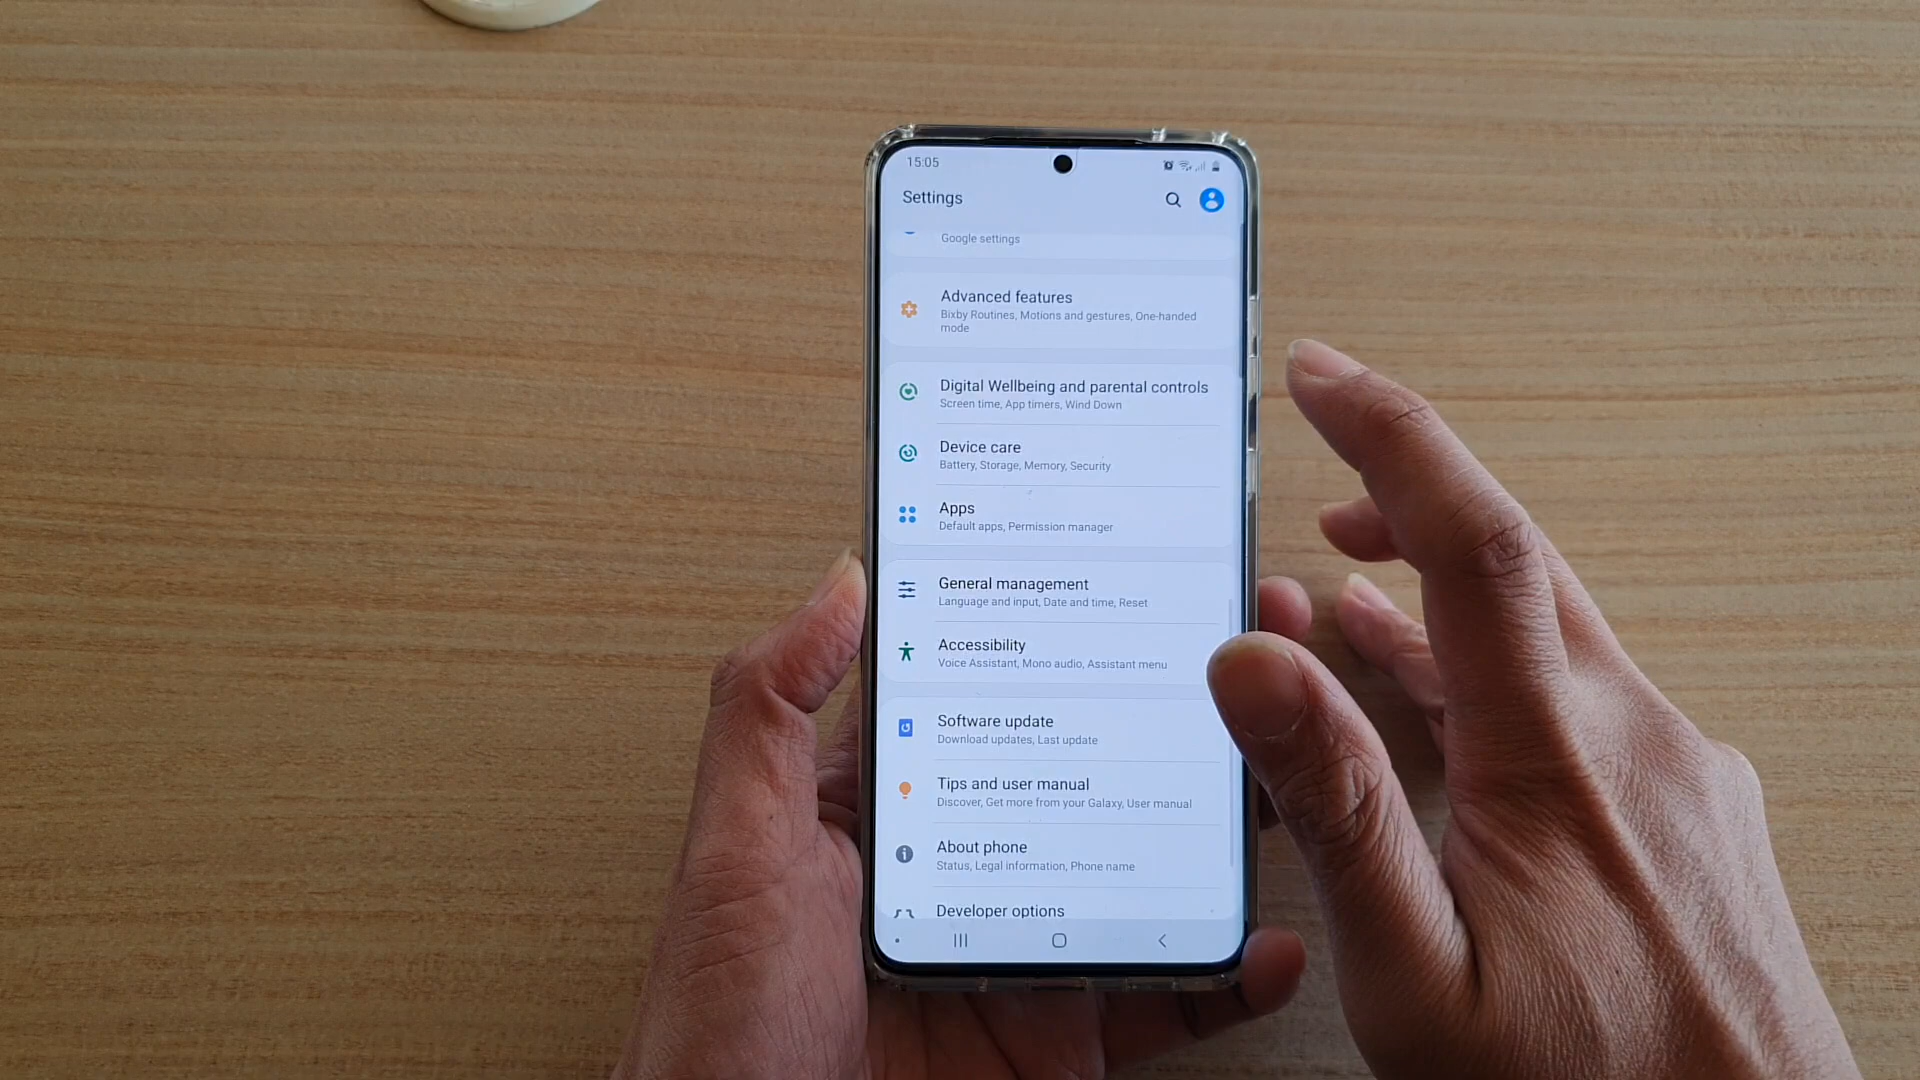 15:05
Settings
Google settings
Advanced features
Bixby Routines, Motions and gestures, One-handed
mode
Digital Wellbeing and parental controls
Screen time, App timers, Wind Down
Device care
Battery, Storage, Memory, Security
Apps
Default apps, Permission manager
General management
Language and input, Date and time, Reset
Accessibility
Voice Assistant, Mono audio, Assistant menu
Software update
Download updates, Last update
Tips and user manual
Discover, Get more from your Galaxy, User manual
About phone
Status, Legal information, Phone name
Developer options